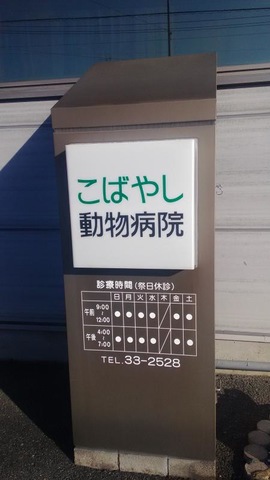 こばやし
動物病院
診療時間(祭日休診)
日月火水木金土
午前 9:00~12:00 ●●●●/●●
午後 4:00~7:00 ●●●●/●●
TEL.33-2528